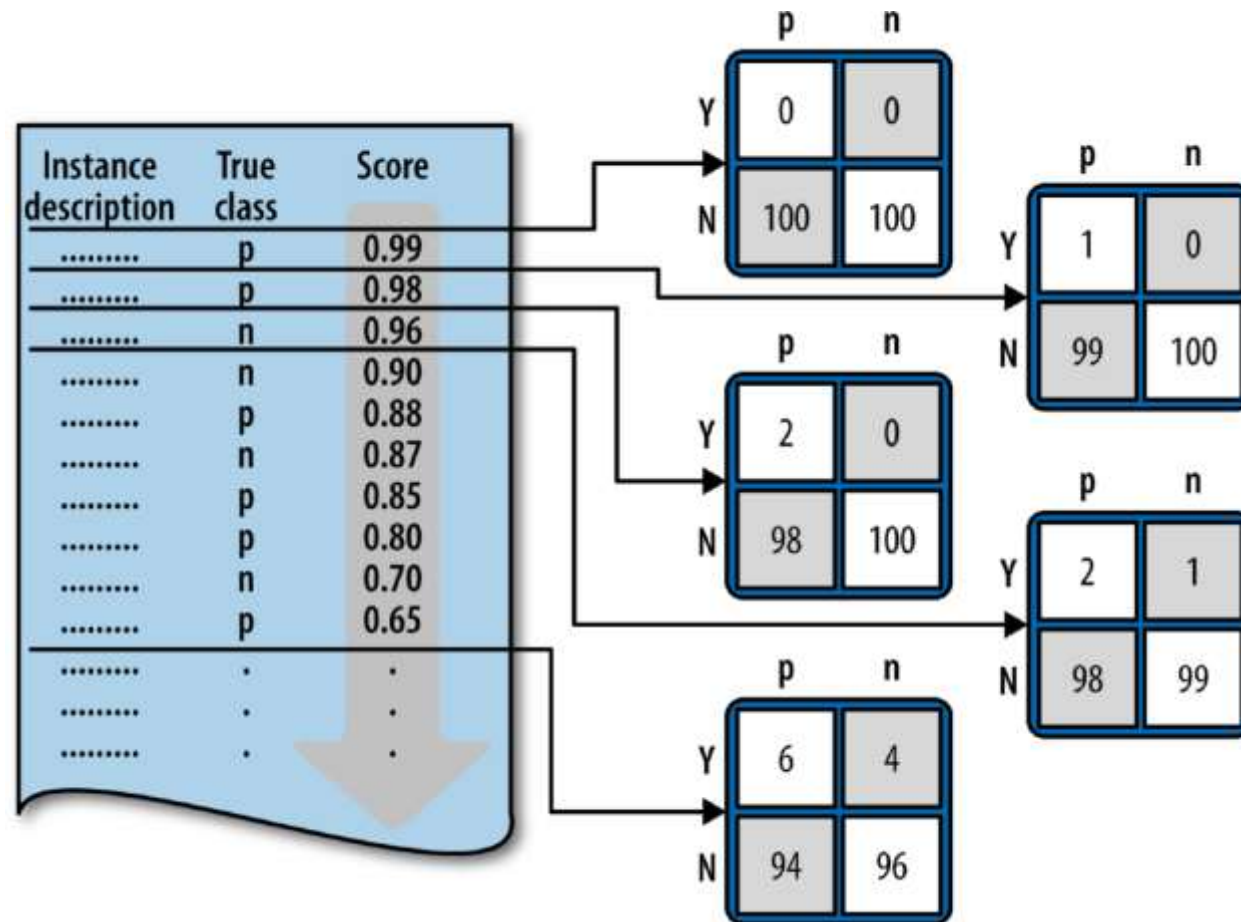 Instance True Score
description class
......... p 0.99
......... p 0.98
......... n 0.96
......... n 0.90
......... p 0.88
......... n 0.87
......... p 0.85
......... p 0.80
......... n 0.70
......... p 0.65
......... . .
......... . .
......... . .
p n
Y 0 0
N 100 100
p n
Y 1 0
N 99 100
p n
Y 2 0
N 98 100
p n
Y 2 1
N 98 99
p n
Y 6 4
N 94 96